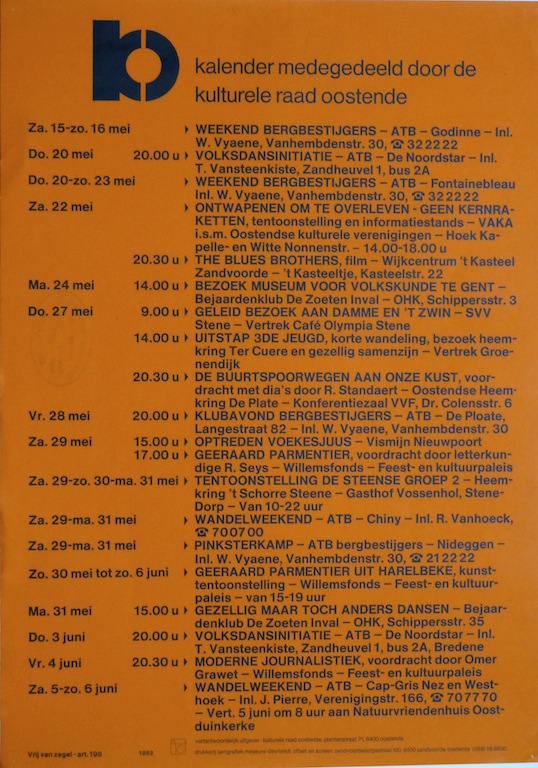 kalender medegedeeld door de
kulturele raad oostende
Za. 15-zo. 16 mei WEEKEND BERGBESTIJGERS – ATB – Godinne – Inl.
W. Vyaene, Vanhembdenstr. 30, ☎ 32 22 22
Do. 20 mei 20.00 u VOLKSDANSINITIATIE – ATB – De Noordstar – Inl.
T. Vansteenkiste, Zandheuvel 1, bus 2A
Do. 20-zo. 23 mei WEEKEND BERGBESTIJGERS – ATB – Fontainebleau
Inl. W. Vyaene, Vanhembdenstr. 30, ☎ 32 22 22
Za. 22 mei ONTWAPENEN OM TE OVERLEVEN - GEEN KERNRA-
KETTEN, tentoonstelling en informatiestands – VAKA
i.s.m. Oostendse kulturele verenigingen – Hoek Ka-
pelle- en Witte Nonnenstr. – 14.00-18.00 u
20.30 u THE BLUES BROTHERS, film – Wijkcentrum 't Kasteel
Zandvoorde – 't Kasteeltje, Kasteelstr. 22
Ma. 24 mei 14.00 u BEZOEK MUSEUM VOOR VOLKSKUNDE TE GENT –
Bejaardenklub De Zoeten Inval – OHK, Schippersstr. 3
Do. 27 mei 9.00 u GELEID BEZOEK AAN DAMME EN 'T ZWIN – SVV
Stene – Vertrek Café Olympia Stene
14.00 u UITSTAP 3DE JEUGD, korte wandeling, bezoek heem-
kring Ter Cuere en gezellig samenzijn – Vertrek Groe-
nendijk
20.30 u DE BUURTSPOORWEGEN AAN ONZE KUST, voor-
dracht met dia's door R. Standaert – Oostendse Heem-
kring De Plate – Konferentiezaal VVF, Dr. Colensstr. 6
Vr. 28 mei 20.00 u KLUBAVOND BERGBESTIJGERS – ATB – De Ploate,
Langestraat 82 – Inl. W. Vyaene, Vanhembdenstr. 30
Za. 29 mei 15.00 u OPTREDEN VOEKESJUUS – Vismijn Nieuwpoort
17.00 u GEERAARD PARMENTIER, voordracht door letterkun-
dige R. Seys – Willemsfonds – Feest- en kultuurpaleis
Za. 29-zo. 30-ma. 31 mei TENTOONSTELLING DE STEENSE GROEP 2 – Heem-
kring 't Schorre Steene – Gasthof Vossenhol, Stene-
Dorp – Van 10-22 uur
Za. 29-ma. 31 mei WANDELWEEKEND – ATB – Chiny – Inl. R. Vanhoeck,
☎ 70 07 00
Za. 29-ma. 31 mei PINKSTERKAMP – ATB bergbestijgers – Nideggen –
Inl. W. Vyaene, Vanhembdenstr. 30, ☎ 21 22 22
Zo. 30 mei tot zo. 6 juni GEERAARD PARMENTIER UIT HARELBEKE, kunst-
tentoonstelling – Willemsfonds – Feest- en kultuur-
paleis – van 15-19 uur
Ma. 31 mei 15.00 u GEZELLIG MAAR TOCH ANDERS DANSEN – Bejaar-
denklub De Zoeten Inval – OHK, Schippersstr. 35
Do. 3 juni 20.00 u VOLKSDANSINITIATIE – ATB – De Noordstar – Inl.
T. Vansteenkiste, Zandheuvel 1, bus 2A, Bredene
Vr. 4 juni 20.30 u MODERNE JOURNALISTIEK, voordracht door Omer
Grawet – Willemsfonds – Feest- en kultuurpaleis
Za. 5-zo. 6 juni WANDELWEEKEND – ATB – Cap-Gris Nez en West-
hoek – Inl. J. Pierre, Verenigingstr. 166, ☎ 70 77 70
– Vert. 5 juni om 8 uur aan Natuurvriendenhuis Oost-
duinkerke
verantwoordelijk uitgever : kulturele raad oostende, 8400 oostende
Vrij van zegel - art. 198 1982 drukkerij offset en screen